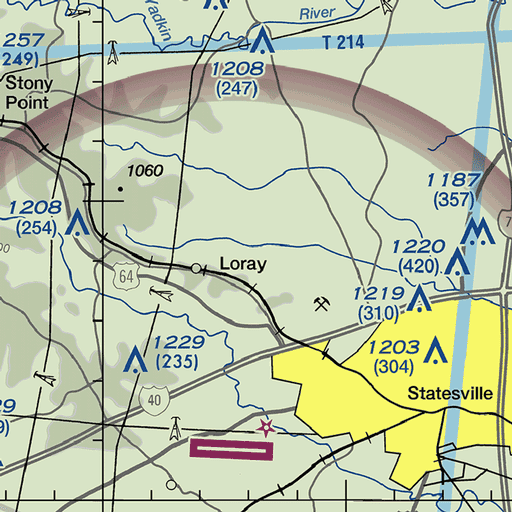 Yadkin
River
257
(249)
T 214
1208
(247)
Stony
Point
1060
1187
(357)
1208
(254)
1220
(420)
64
Loray
1219
(310)
1229
(235)
1203
(304)
40
Statesville